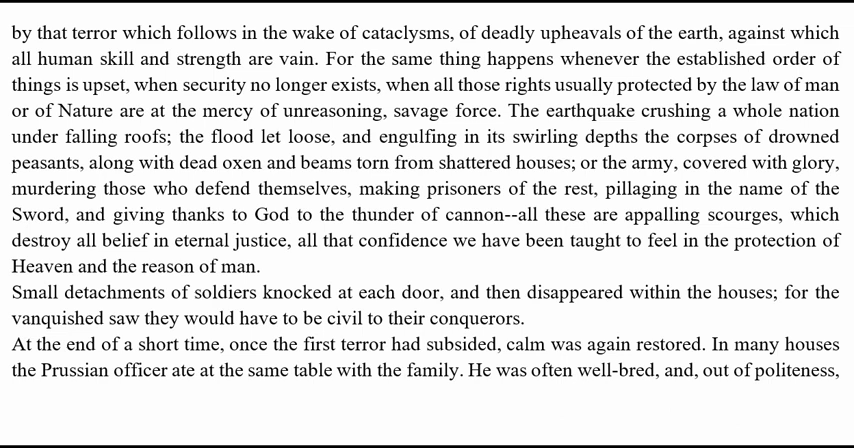 by that terror which follows in the wake of cataclysms, of deadly upheavals of the earth, against which
all human skill and strength are vain. For the same thing happens whenever the established order of
things is upset, when security no longer exists, when all those rights usually protected by the law of man
or of Nature are at the mercy of unreasoning, savage force. The earthquake crushing a whole nation
under falling roofs; the flood let loose, and engulfing in its swirling depths the corpses of drowned
peasants, along with dead oxen and beams torn from shattered houses; or the army, covered with glory,
murdering those who defend themselves, making prisoners of the rest, pillaging in the name of the
Sword, and giving thanks to God to the thunder of cannon--all these are appalling scourges, which
destroy all belief in eternal justice, all that confidence we have been taught to feel in the protection of
Heaven and the reason of man.
Small detachments of soldiers knocked at each door, and then disappeared within the houses; for the
vanquished saw they would have to be civil to their conquerors.
At the end of a short time, once the first terror had subsided, calm was again restored. In many houses
the Prussian officer ate at the same table with the family. He was often well-bred, and, out of politeness,